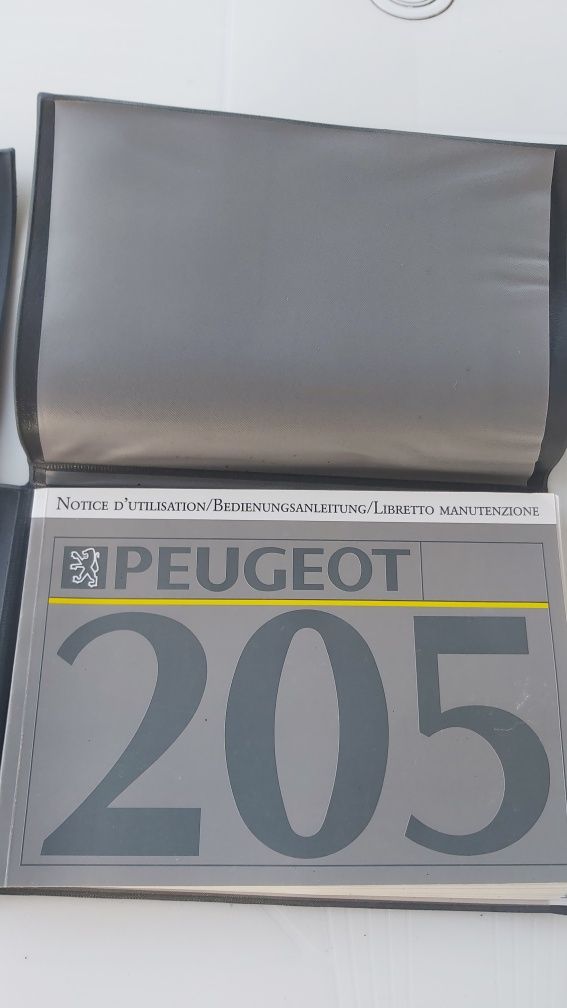 NOTICE D'UTILISATION/BEDIENUNGSANLEITUNG/LIBRETTO MANUTENZIONE
PEUGEOT
205